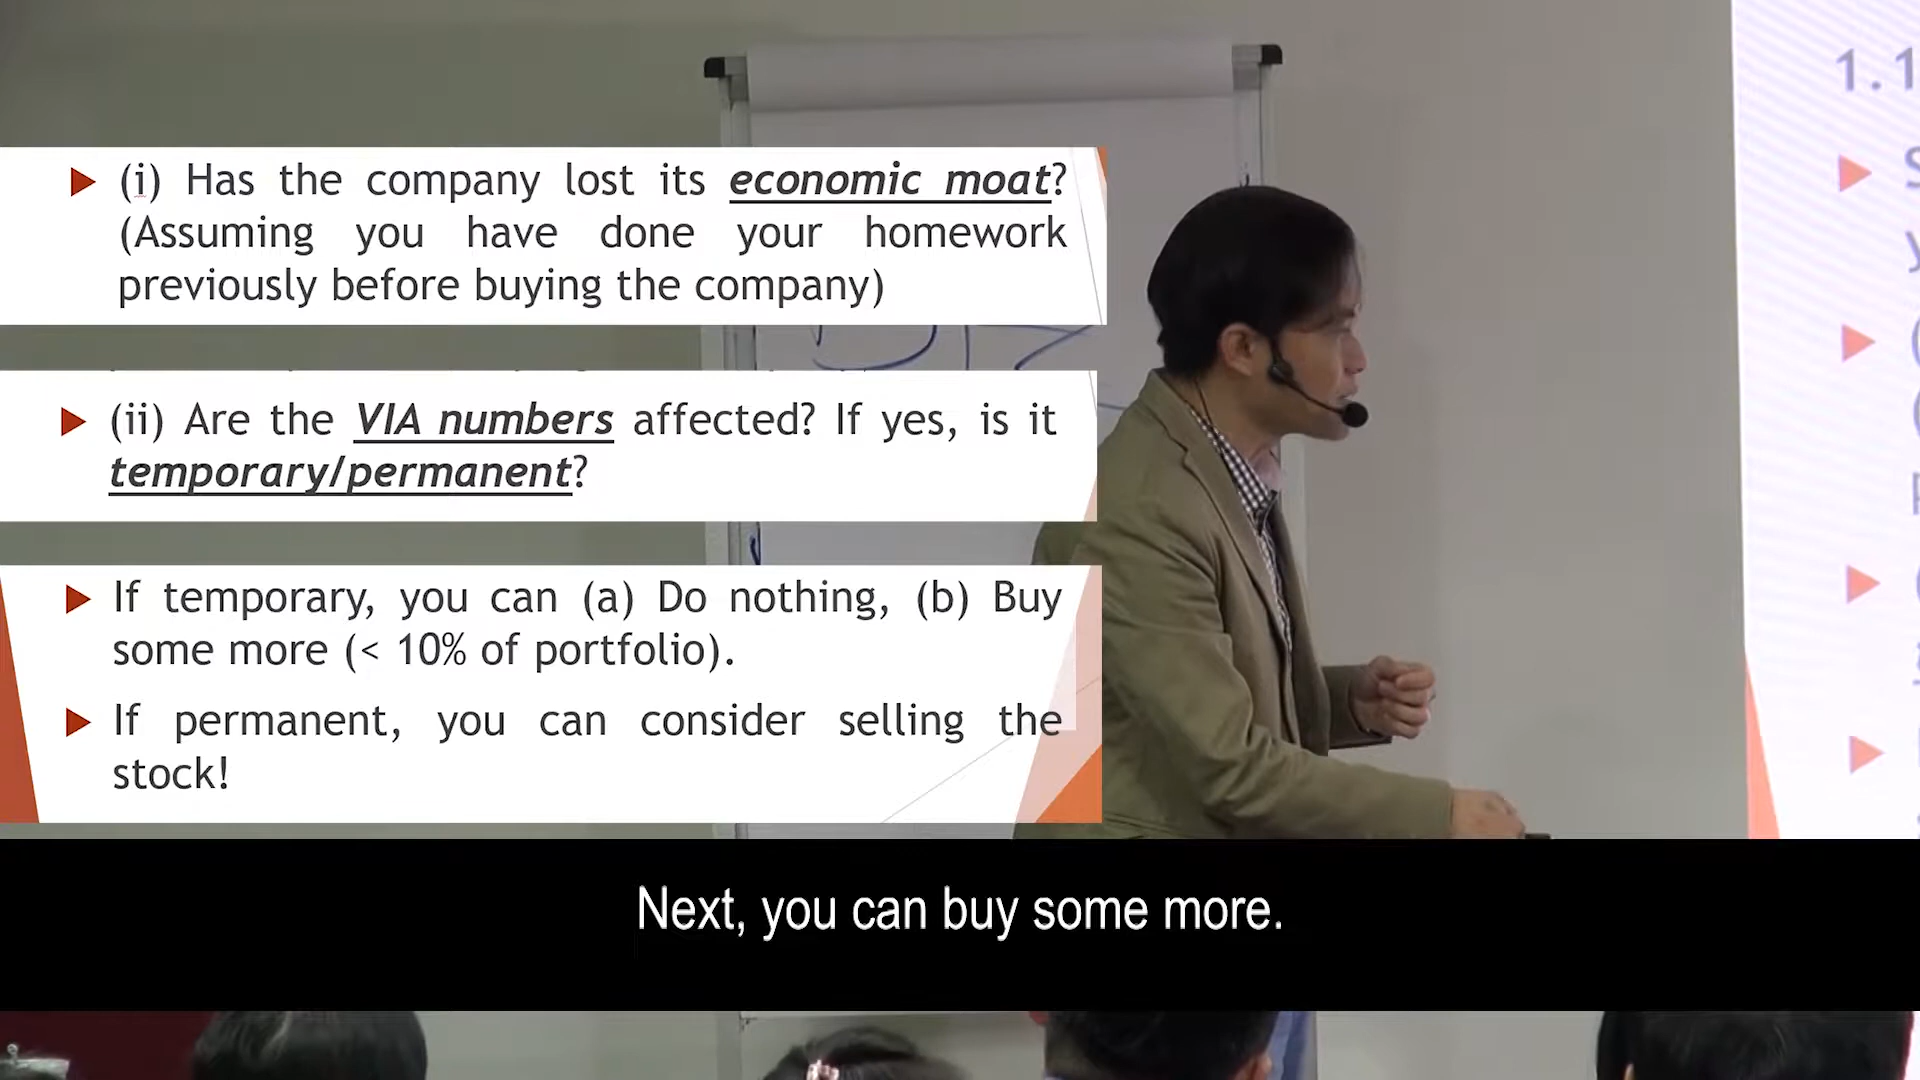 (i) Has the company lost its economic moat?
(Assuming you have done your homework
previously before buying the company)
(ii) Are the VIA numbers affected? If yes, is it
temporary/permanent?
If temporary, you can (a) Do nothing, (b) Buy
some more (< 10% of portfolio).
If permanent, you can consider selling the
stock!
Next, you can buy some more.
1.1